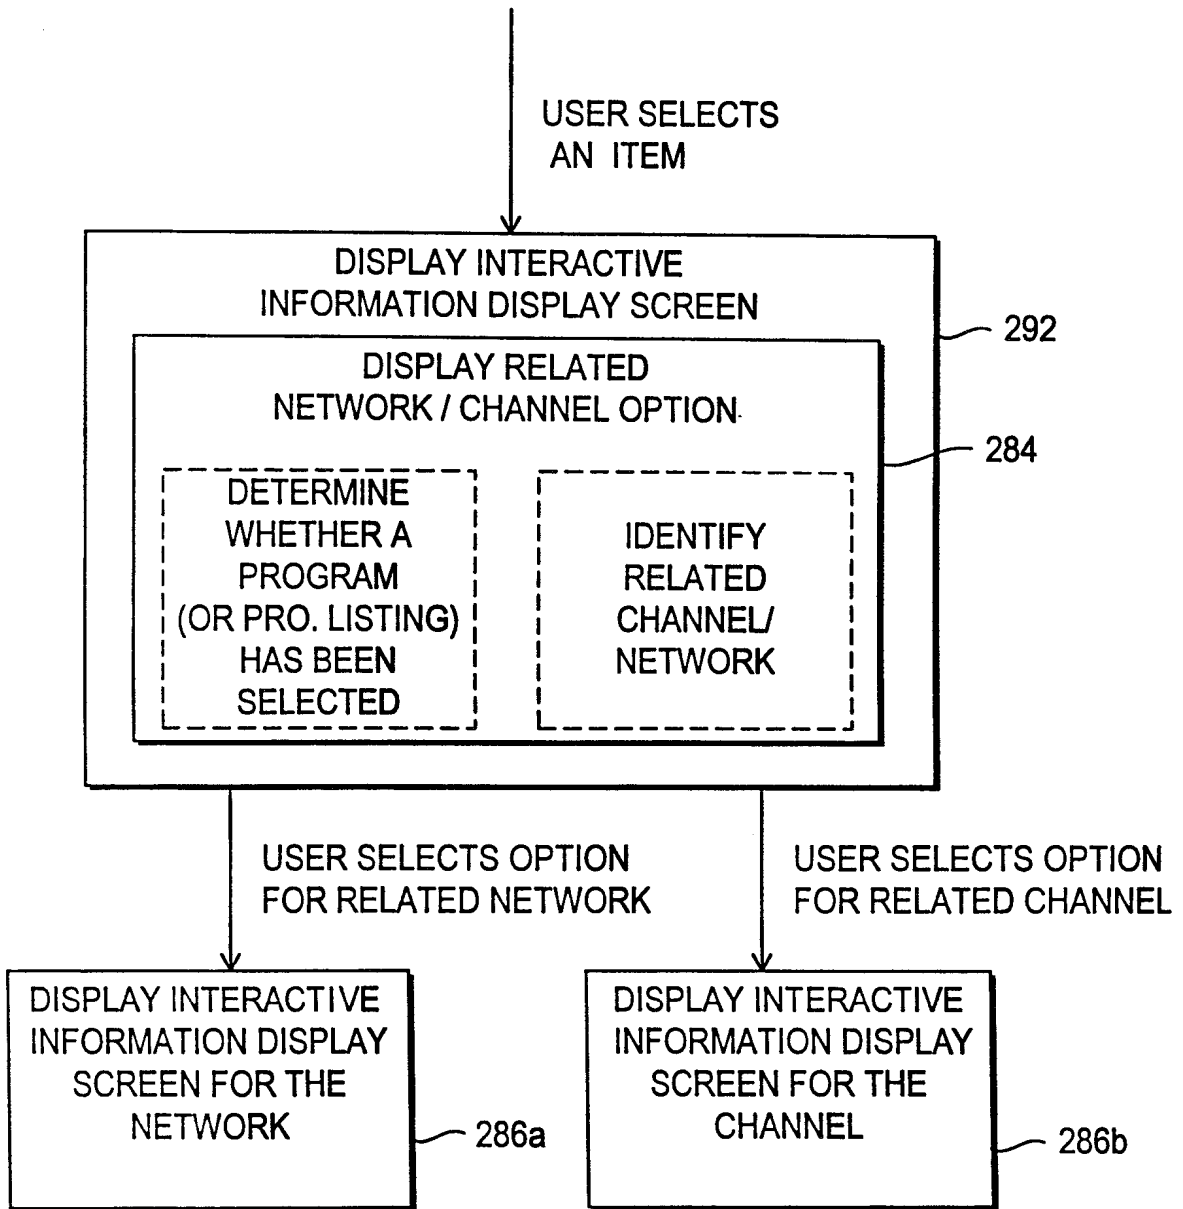 USER SELECTS
AN ITEM
DISPLAY INTERACTIVE
INFORMATION DISPLAY SCREEN
292
DISPLAY RELATED
NETWORK / CHANNEL OPTION
284
DETERMINE
WHETHER A
PROGRAM
(OR PRO. LISTING)
HAS BEEN
SELECTED
IDENTIFY
RELATED
CHANNEL/
NETWORK
USER SELECTS OPTION
FOR RELATED NETWORK
USER SELECTS OPTION
FOR RELATED CHANNEL
DISPLAY INTERACTIVE
INFORMATION DISPLAY
SCREEN FOR THE
NETWORK
286a
DISPLAY INTERACTIVE
INFORMATION DISPLAY
SCREEN FOR THE
CHANNEL
286b